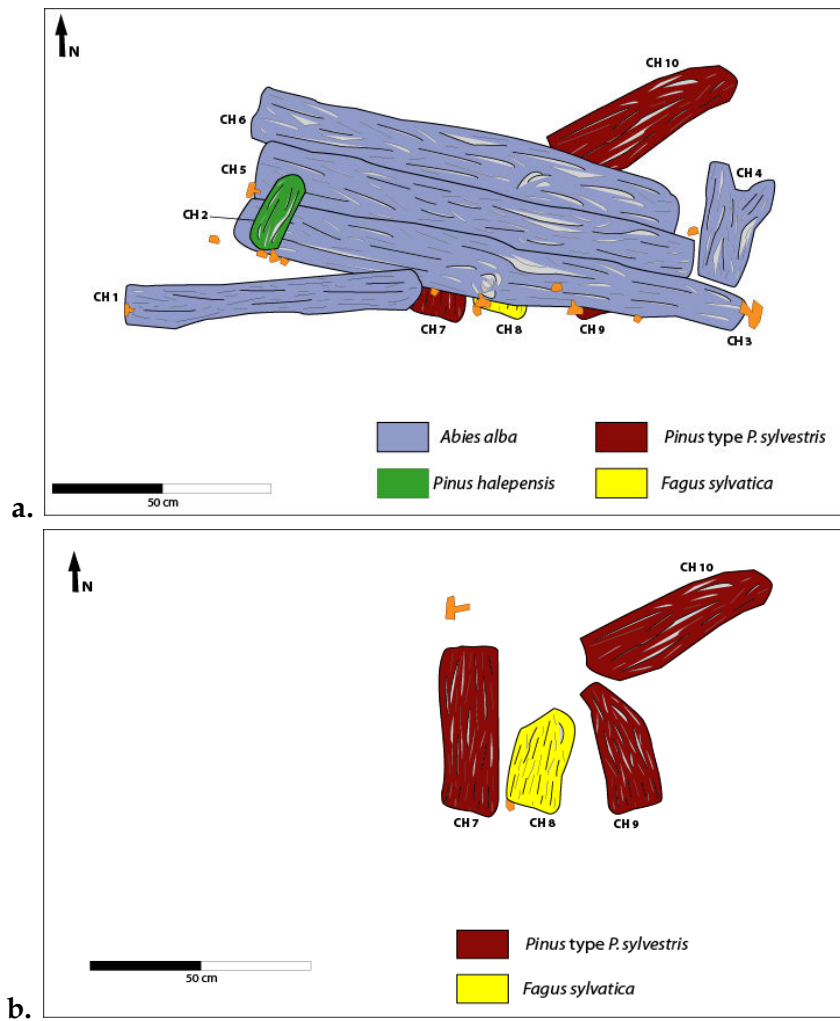 N
CH 10
CH 6
CH 5
CH 4
CH 2
CH 1
CH 7
CH 8
CH 9
CH 3
Abies alba
Pinus type P. sylvestris
Pinus halepensis
Fagus sylvatica
50 cm
a.
N
CH 10
CH 7
CH 8
CH 9
Pinus type P. sylvestris
50 cm
Fagus sylvatica
b.